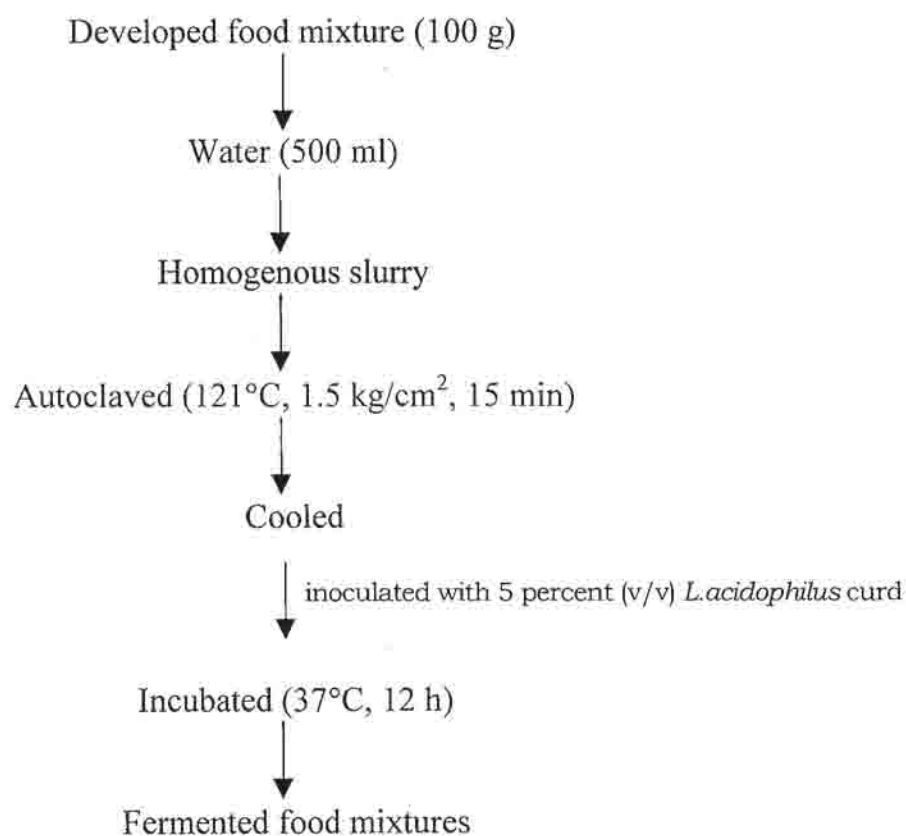 Developed food mixture (100 g)
Water (500 ml)
Homogenous slurry
Autoclaved (121°C, 1.5 kg/cm², 15 min)
Cooled
inoculated with 5 percent (v/v) L.acidophilus curd
Incubated (37°C, 12 h)
Fermented food mixtures